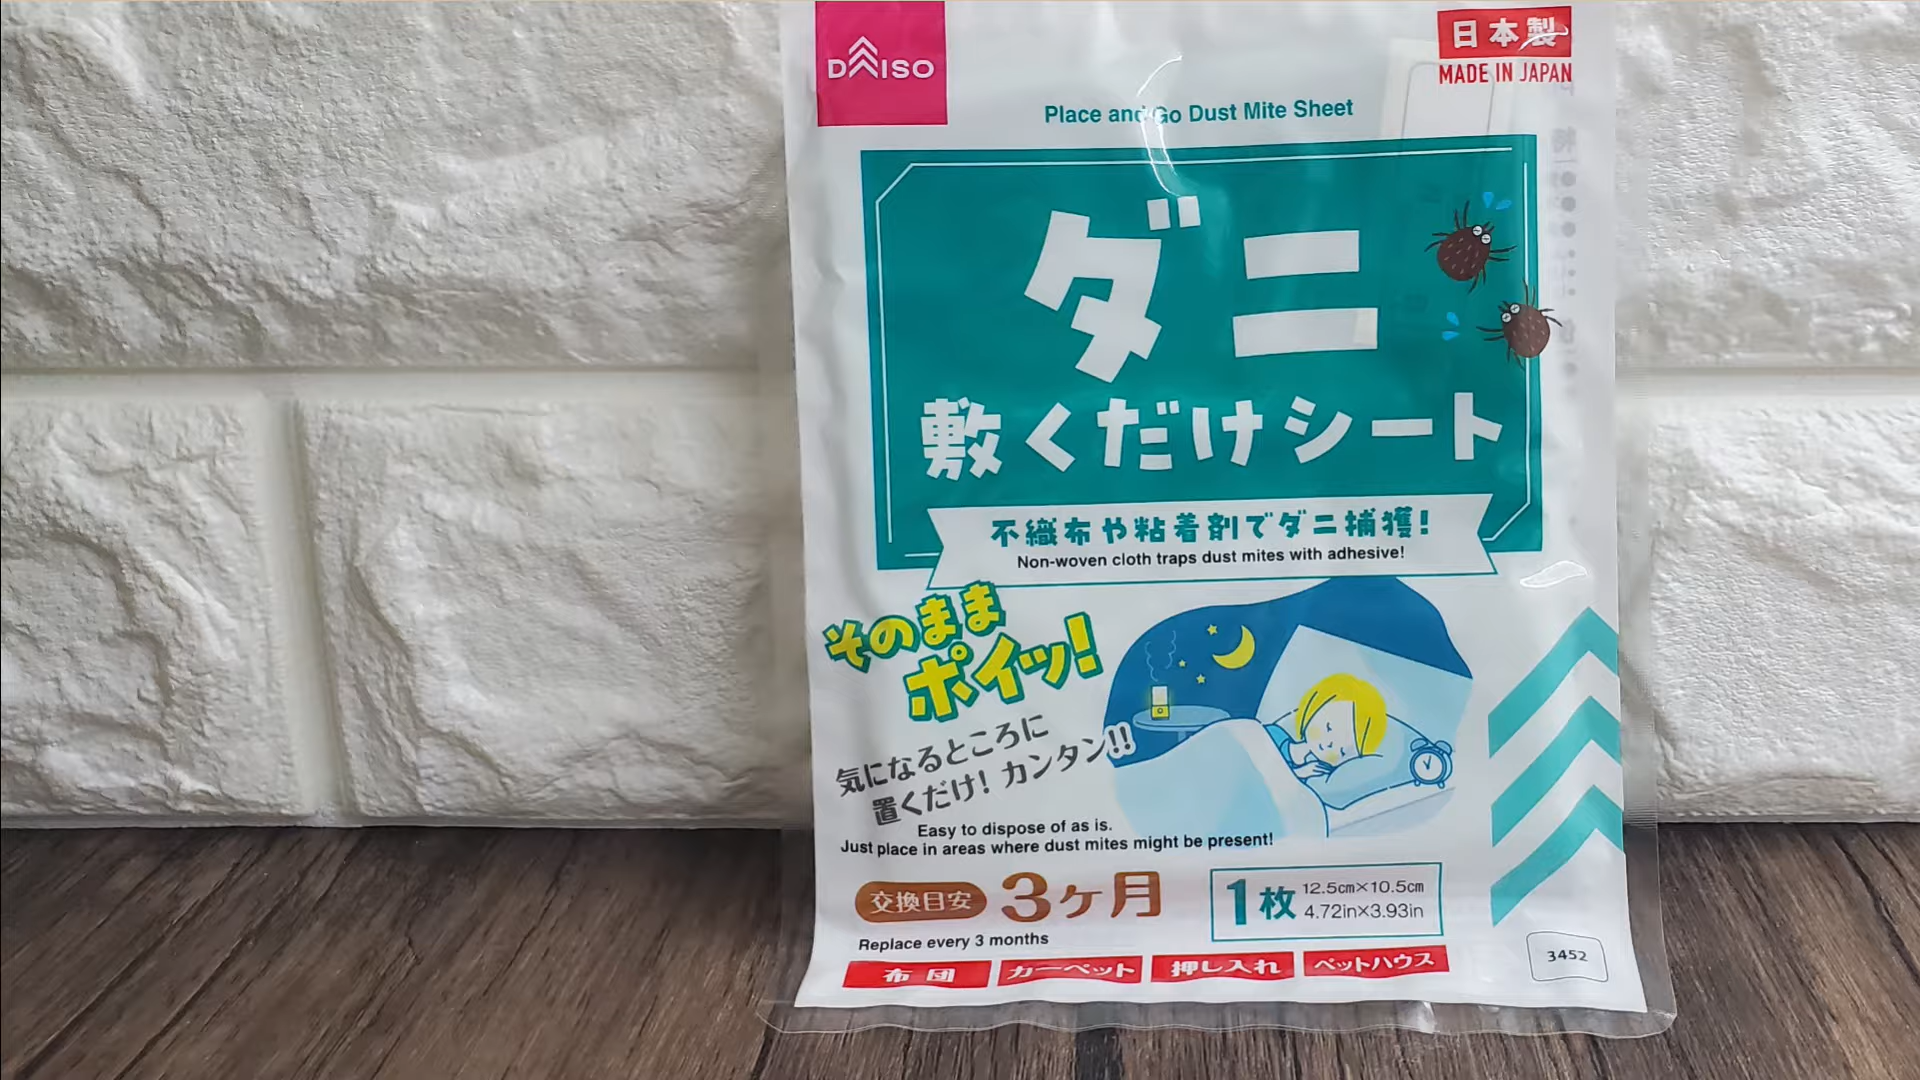 DAISO
日本製
MADE IN JAPAN
Place and Go Dust Mite Sheet
ダニ
敷くだけシート
不織布や粘着剤でダニ捕獲!
Non-woven cloth traps dust mites with adhesive!
そのまま
ポイッ!
気になるところに
置くだけ! カンタン!!
Easy to dispose of as is.
Just place in areas where dust mites might be present!
交換目安 3ヶ月
Replace every 3 months
1枚 12.5cm×10.5cm
4.72in×3.93in
布団 カーペット 押し入れ ペットハウス
3452